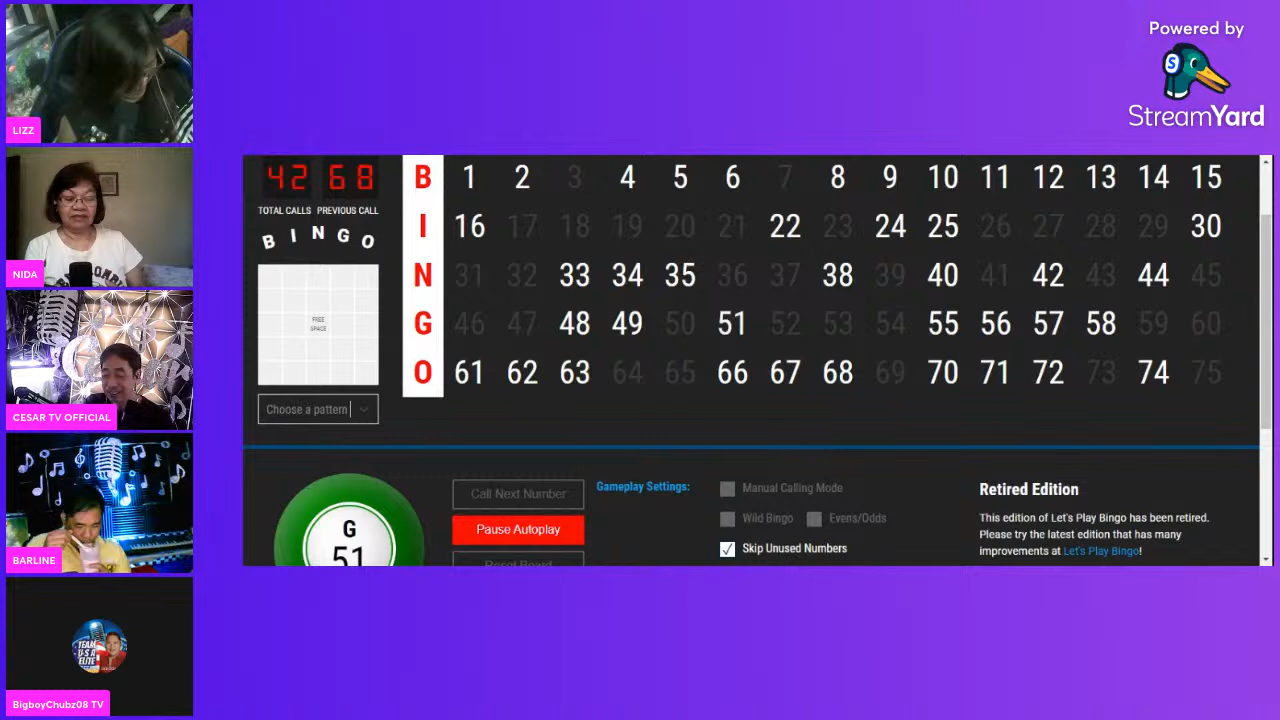 Powered by
S
StreamYard
LIZZ
NIDA
CESAR TV OFFICIAL
BARLINE
TEAM
U-S A
ELITE
BigboyChubz08 TV
42 68
TOTAL CALLS PREVIOUS CALL
B I N G O
FREE
SPACE
Choose a pattern
B 1 2 3 4 5 6 7 8 9 10 11 12 13 14 15
I 16 17 18 19 20 21 22 23 24 25 26 27 28 29 30
N 31 32 33 34 35 36 37 38 39 40 41 42 43 44 45
G 46 47 48 49 50 51 52 53 54 55 56 57 58 59 60
O 61 62 63 64 65 66 67 68 69 70 71 72 73 74 75
G
51
Call Next Number
Pause Autoplay
Reset Board
Gameplay Settings:
Manual Calling Mode
Wild Bingo Evens/Odds
Skip Unused Numbers
Retired Edition
This edition of Let's Play Bingo has been retired.
Please try the latest edition that has many
improvements at Let's Play Bingo!